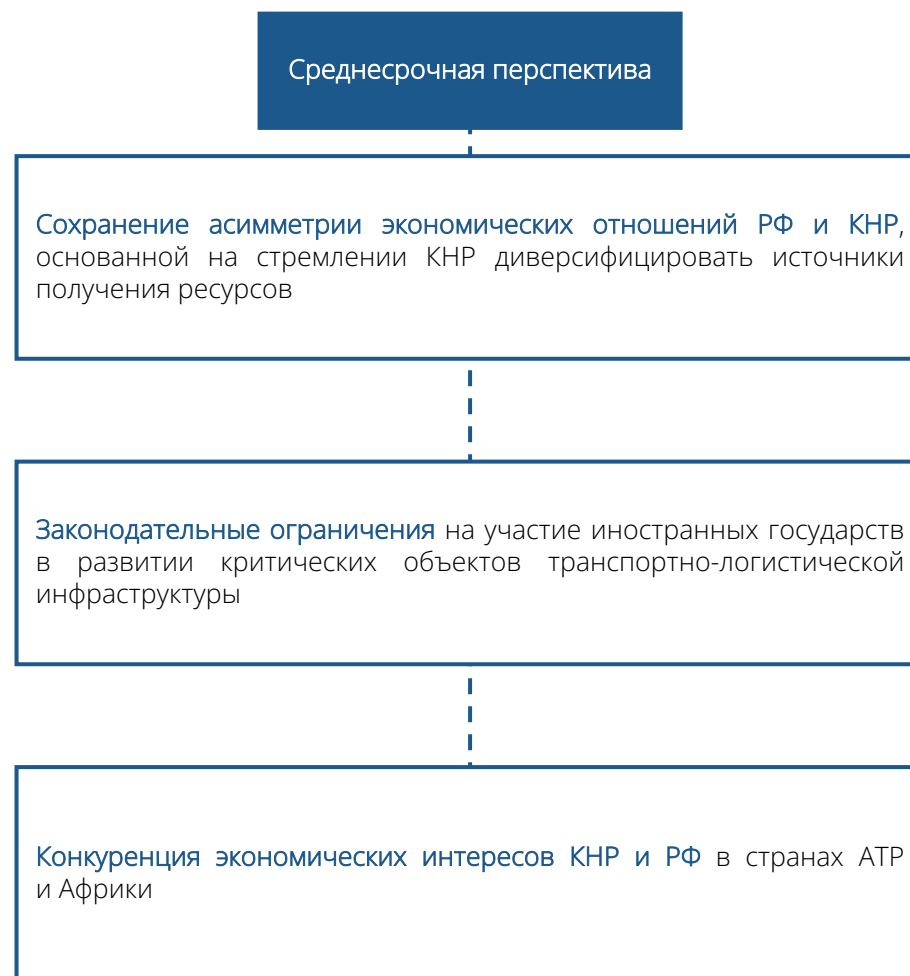 Среднесрочная перспектива
Сохранение асимметрии экономических отношений РФ и КНР,
основанной на стремлении КНР диверсифицировать источники
получения ресурсов
Законодательные ограничения на участие иностранных государств
в развитии критических объектов транспортно-логистической
инфраструктуры
Конкуренция экономических интересов КНР и РФ в странах АТР
и Африки